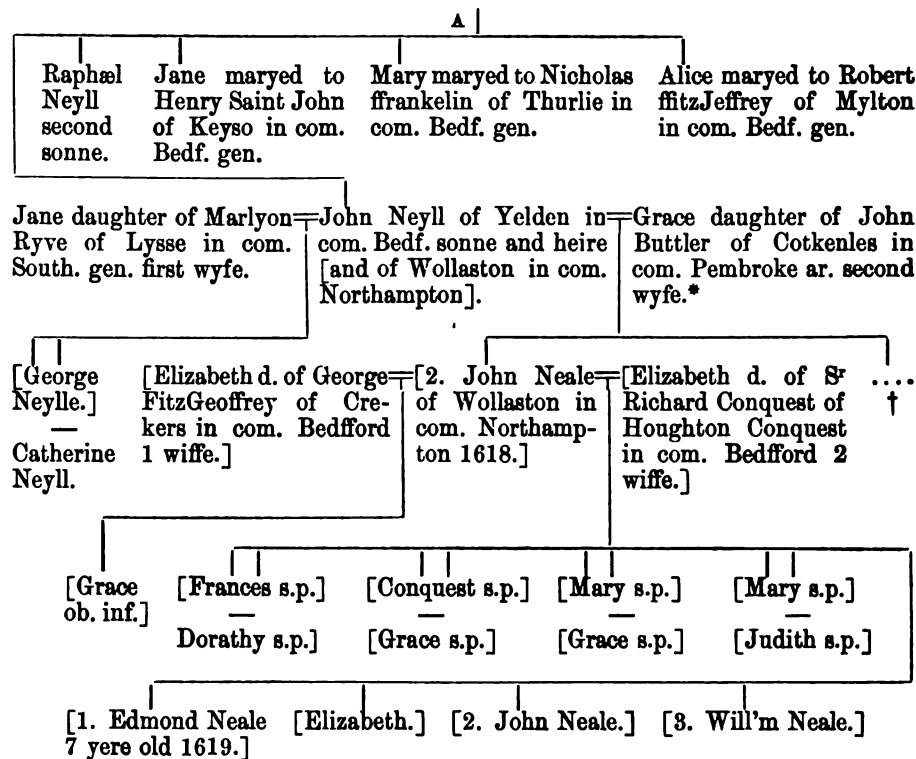 A
Raphæl
Neyll
second
sonne.
Jane maryed to
Henry Saint John
of Keyso in com.
Bedf. gen.
Mary maryed to Nicholas
ffrankelin of Thurlie in
com. Bedf. gen.
Alice maryed to Robert
ffitzJeffrey of Mylton
in com. Bedf. gen.
Jane daughter of Marlyon
Ryve of Lysse in com.
South. gen. first wyfe.
John Neyll of Yelden in
com. Bedf. sonne and heire
[and of Wollaston in com.
Northampton].
Grace daughter of John
Buttler of Cotkenles in
com. Pembroke ar. second
wyfe.*
[George
Neylle.]
—
Catherine
Neyll.
[Elizabeth d. of George
FitzGeoffrey of Cre-
kers in com. Bedfford
1 wiffe.]
[2. John Neale
of Wollaston in
com. Northamp-
ton 1618.]
[Elizabeth d. of Sr
Richard Conquest of
Houghton Conquest
in com. Bedfford 2
wiffe.]
....
†
[Grace
ob. inf.]
[Frances s.p.]
—
Dorathy s.p.]
[Conquest s.p.]
—
[Grace s.p.]
[Mary s.p.]
—
[Grace s.p.]
[Mary s.p.]
—
[Judith s.p.]
[1. Edmond Neale
7 yere old 1619.]
[Elizabeth.]
[2. John Neale.]
[3. Will'm Neale.]